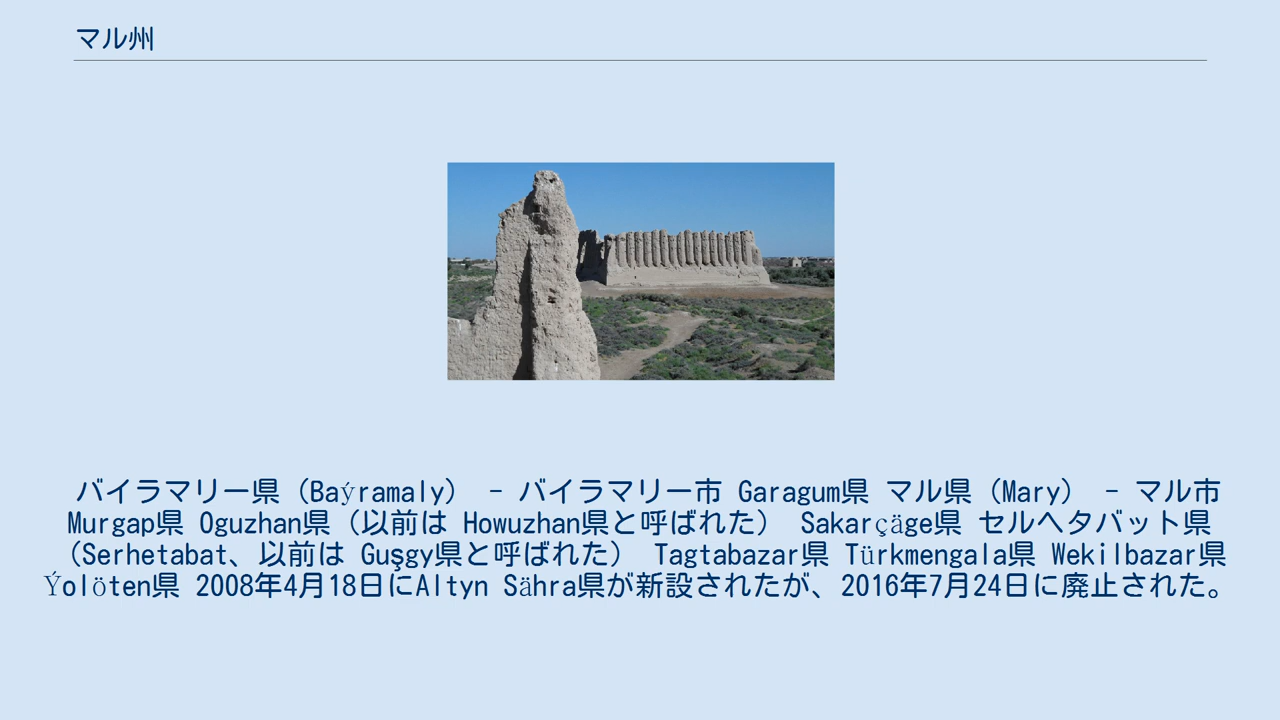 マル州
バイラマリー県（Baýramaly） - バイラマリー市 Garagum県 マル県（Mary） - マル市
Murgap県 Oguzhan県（以前は Howuzhan県と呼ばれた） Sakarçäge県 セルヘタバット県
（Serhetabat、以前は Guşgy県と呼ばれた） Tagtabazar県 Türkmengala県 Wekilbazar県
Ýolöten県 2008年4月18日にAltyn Sähra県が新設されたが、2016年7月24日に廃止された。